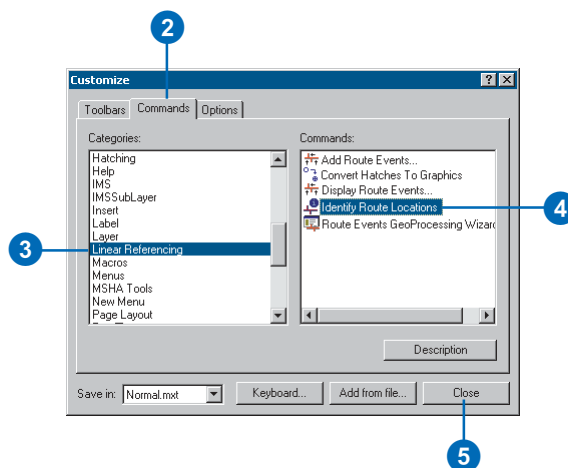 2
Customize
Toolbars Commands Options
Categories:
Hatching
Help
IMS
IMSSubLayer
Insert
Label
Layer
Linear Referencing
Macros
Menus
MSHA Tools
New Menu
Page Layout
Commands:
Add Route Events...
Convert Hatches To Graphics
Display Route Events...
Identify Route Locations
Route Events GeoProcessing Wizard
3
4
Description
Save in: Normal.mxt Keyboard... Add from file... Close
5